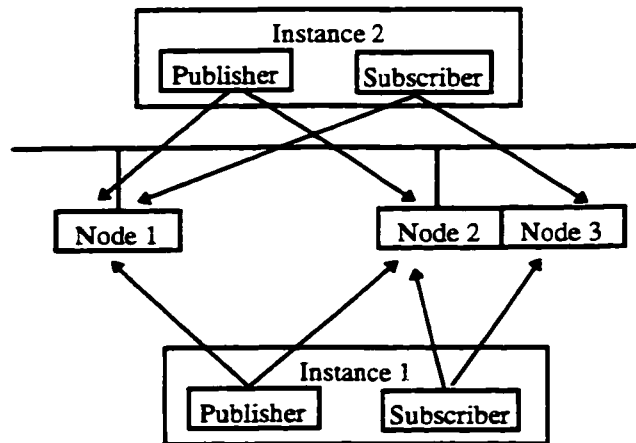 Instance 2
Publisher Subscriber
Node 1 Node 2 Node 3
Instance 1
Publisher Subscriber